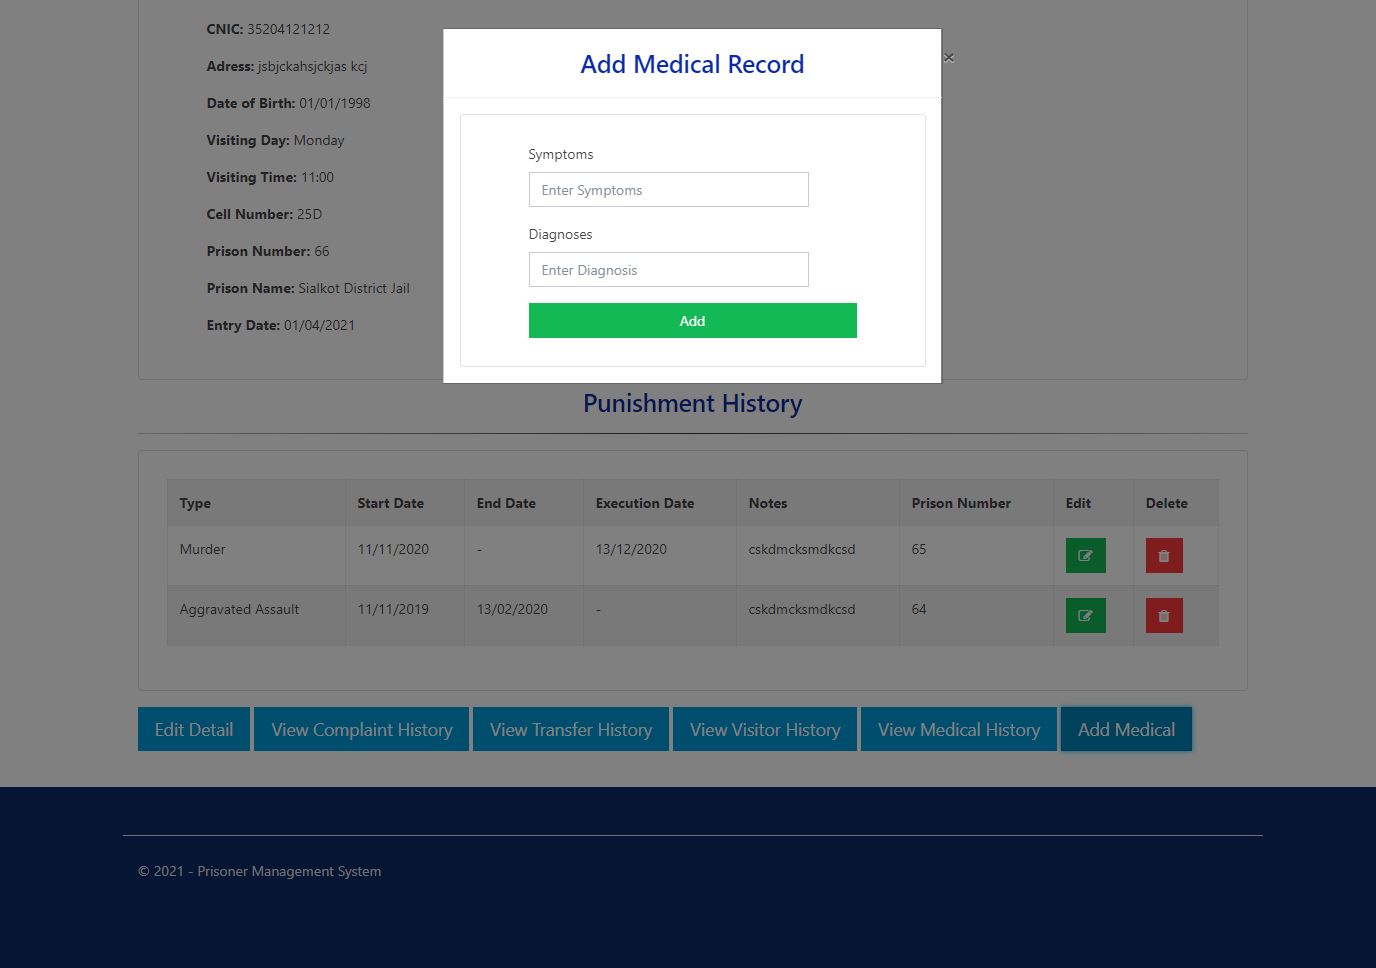 CNIC: 35204121212
Adress: jsbjckahsjckjas kcj
Date of Birth: 01/01/1998
Visiting Day: Monday
Visiting Time: 11:00
Cell Number: 25D
Prison Number: 66
Prison Name: Sialkot District Jail
Entry Date: 01/04/2021
Add Medical Record
×
Symptoms
Enter Symptoms
Diagnoses
Enter Diagnosis
Add
Punishment History
Type Start Date End Date Execution Date Notes Prison Number Edit Delete
Murder 11/11/2020 - 13/12/2020 cskdmcksmdkcsd 65
Aggravated Assault 11/11/2019 13/02/2020 - cskdmcksmdkcsd 64
Edit Detail View Complaint History View Transfer History View Visitor History View Medical History Add Medical
© 2021 - Prisoner Management System